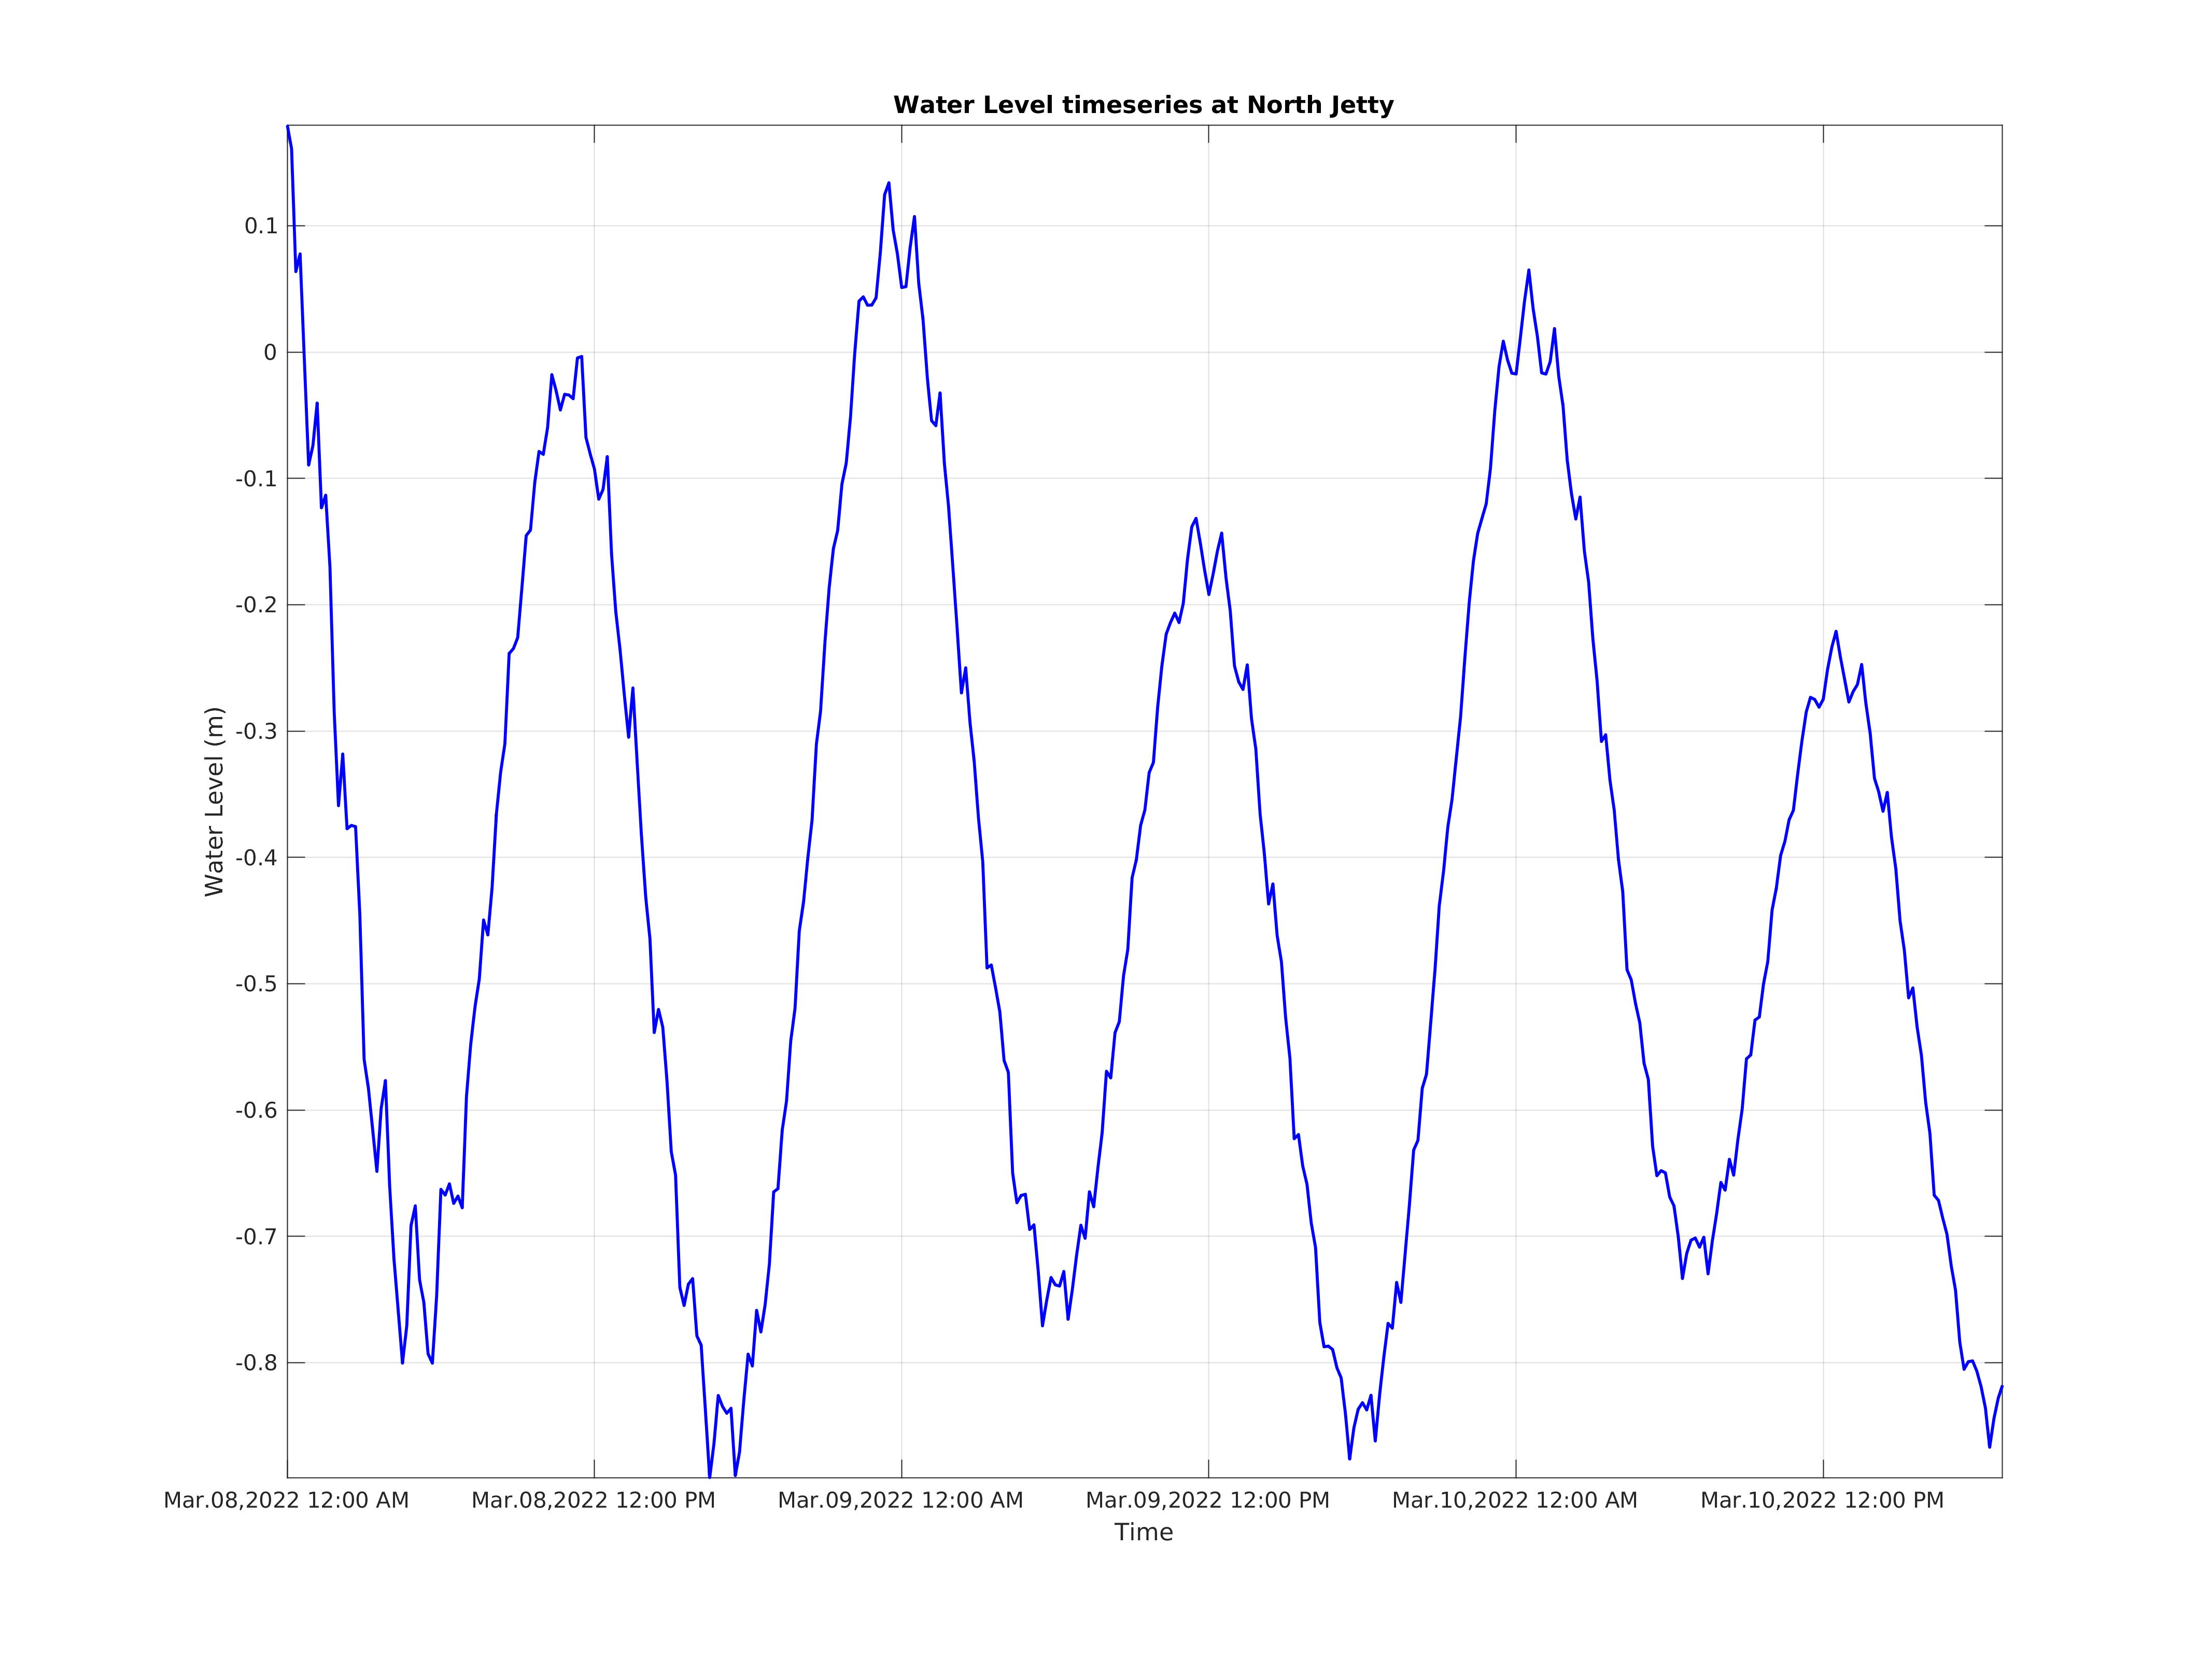 Water Level timeseries at North Jetty
0.1
0
-0.1
-0.2
-0.3
-0.4
-0.5
-0.6
-0.7
-0.8
Water Level (m)
Mar.08,2022 12:00 AM Mar.08,2022 12:00 PM Mar.09,2022 12:00 AM Mar.09,2022 12:00 PM Mar.10,2022 12:00 AM Mar.10,2022 12:00 PM
Time